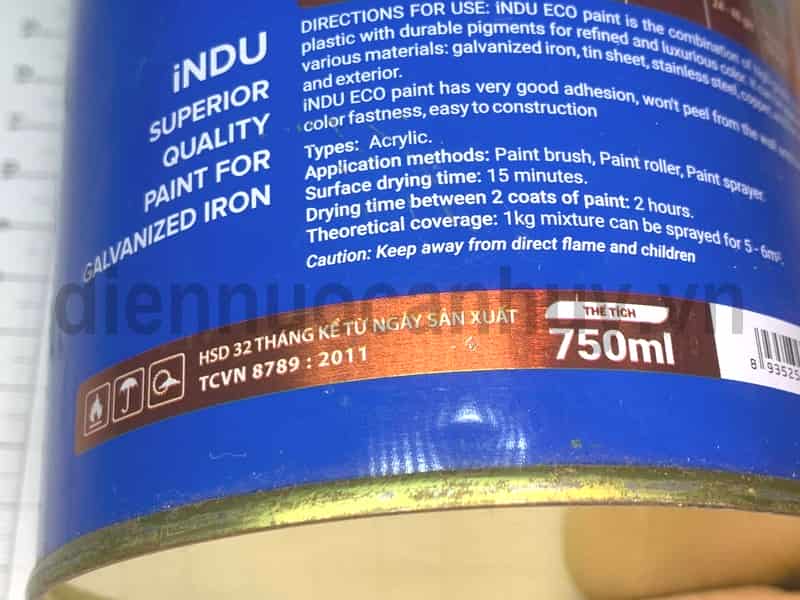 iNDU
SUPERIOR
QUALITY
PAINT FOR
GALVANIZED IRON
DIRECTIONS FOR USE: iNDU ECO paint is the combination of
plastic with durable pigments for refined and luxurious color.
various materials: galvanized iron, tin sheet, stainless steel,
and exterior.
iNDU ECO paint has very good adhesion, won't peel from the wall
color fastness, easy to construction
Types: Acrylic.
Application methods: Paint brush, Paint roller, Paint sprayer.
Surface drying time: 15 minutes.
Drying time between 2 coats of paint: 2 hours.
Theoretical coverage: 1kg mixture can be sprayed for 5 - 6m².
Caution: Keep away from direct flame and children
diennuocanhuy.vn
HSD 32 THÁNG KỂ TỪ NGÀY SẢN XUẤT
TCVN 8789 : 2011
THỂ TÍCH
750ml
8 93525